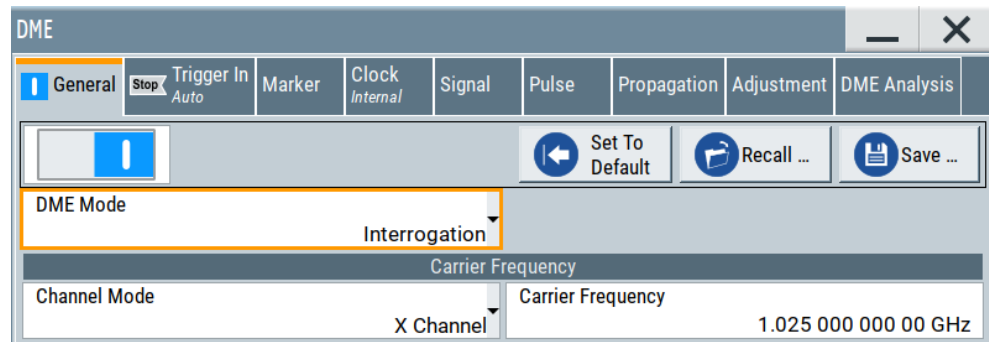 DME
General
Stop
Trigger In
Auto
Marker
Clock
Internal
Signal
Pulse
Propagation
Adjustment
DME Analysis
Set To
Default
Recall ...
Save ...
DME Mode
Interrogation
Carrier Frequency
Channel Mode
X Channel
Carrier Frequency
1.025 000 000 00 GHz